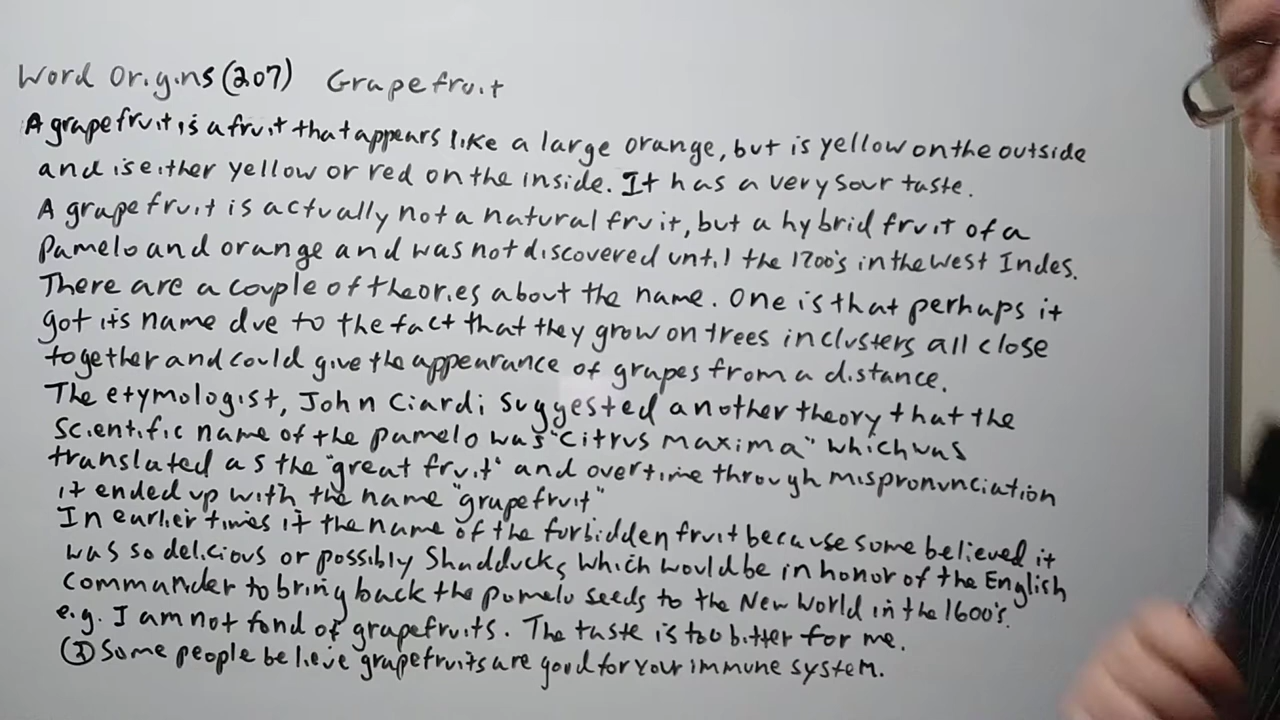 Word Origins (207) Grapefruit
A grapefruit is a fruit that appears like a large orange, but is yellow on the outside
and is either yellow or red on the inside. It has a very sour taste.
A grapefruit is actually not a natural fruit, but a hybrid fruit of a
Pamelo and orange and was not discovered until the 1700's in the West Indes.
There are a couple of theories about the name. One is that perhaps it
got its name due to the fact that they grow on trees in clusters all close
together and could give the appearance of grapes from a distance.
The etymologist, John Ciardi suggested another theory that the
scientific name of the pamelo was "citrus maxima" which was
translated as the "great fruit" and overtime through mispronunciation
it ended up with the name "grapefruit"
In earlier times it the name of the forbidden fruit because some believed it
was so delicious or possibly Shadducks, which would be in honor of the English
Commander to bring back the pomelo seeds to the New World in the 1600's.
e.g. I am not fond of grapefruits. The taste is too bitter for me.
(2) Some people believe grapefruits are good for your immune system.